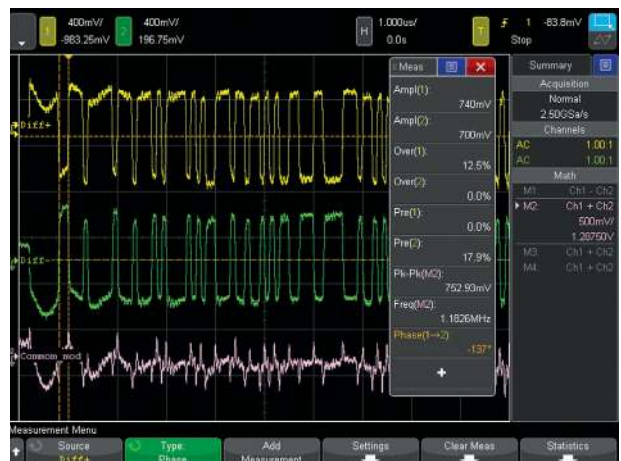 1 400mV/ 2 400mV/ H 1.000us/ T 1 -83.8mV
-983.25mV 196.75mV 0.0s Stop
Meas
Ampl(1):
740mV
Ampl(2):
700mV
Over(1):
12.5%
Over(2):
0.0%
Pre(1):
0.0%
Pre(2):
17.9%
Pk-Pk(M2):
752.93mV
Freq(M2):
1.1826MHz
Phase(1→2)
-137°
Summary
Acquisition
Normal
2.50GSa/s
Channels
AC 1.00:1
AC 1.00:1
Math
M1: Ch1 - Ch2
M2: Ch1 + Ch2
500mV/
1.28750V
M3: Ch1 + Ch2
M4: Ch1 + Ch2
Diff+
Diff-
Commom mod
Measurement Menu
Source Type: Add Settings Clear Meas Statistics
Diff+ Phase Measurement